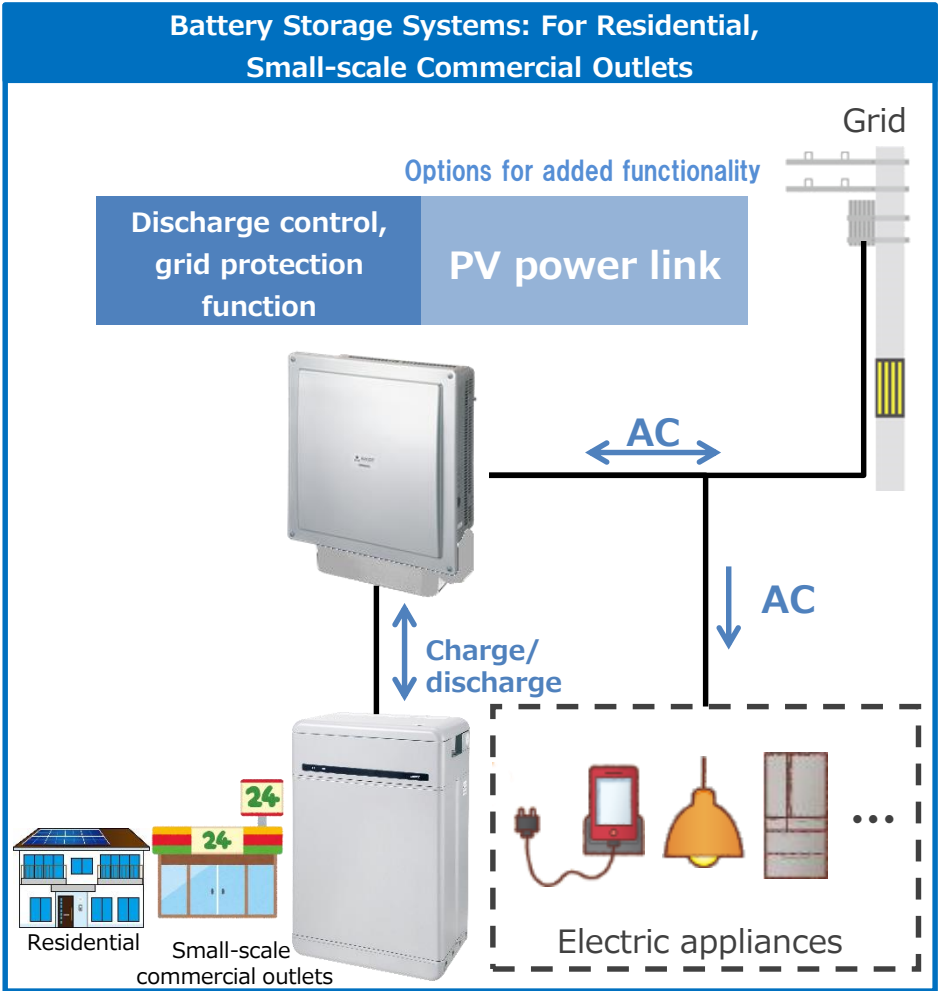 Battery Storage Systems: For Residential,
Small-scale Commercial Outlets
Grid
Options for added functionality
Discharge control,
grid protection
function
PV power link
AC
AC
Charge/
discharge
24
24
Residential
Small-scale
commercial outlets
Electric appliances
...